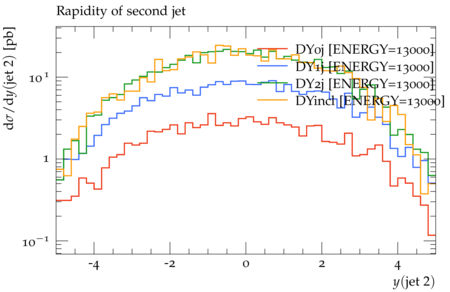 Rapidity of second jet
dσ/dy(jet 2) [pb]
DY0j [ENERGY=13000]
DY1j [ENERGY=13000]
DY2j [ENERGY=13000]
DYincl [ENERGY=13000]
10¹
1
10⁻¹
-4 -2 0 2 4
y(jet 2)